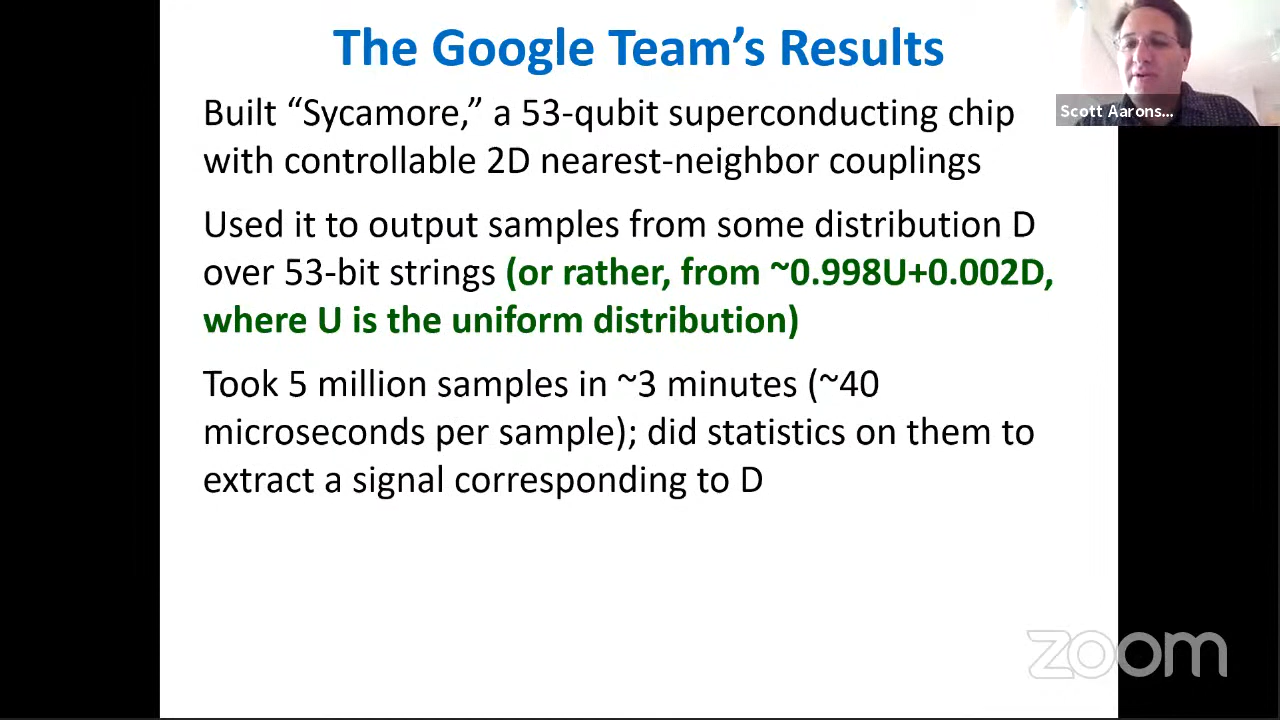 The Google Team’s Results
Scott Aarons...
Built “Sycamore,” a 53-qubit superconducting chip
with controllable 2D nearest-neighbor couplings
Used it to output samples from some distribution D
over 53-bit strings (or rather, from ~0.998U+0.002D,
where U is the uniform distribution)
Took 5 million samples in ~3 minutes (~40
microseconds per sample); did statistics on them to
extract a signal corresponding to D
zoom